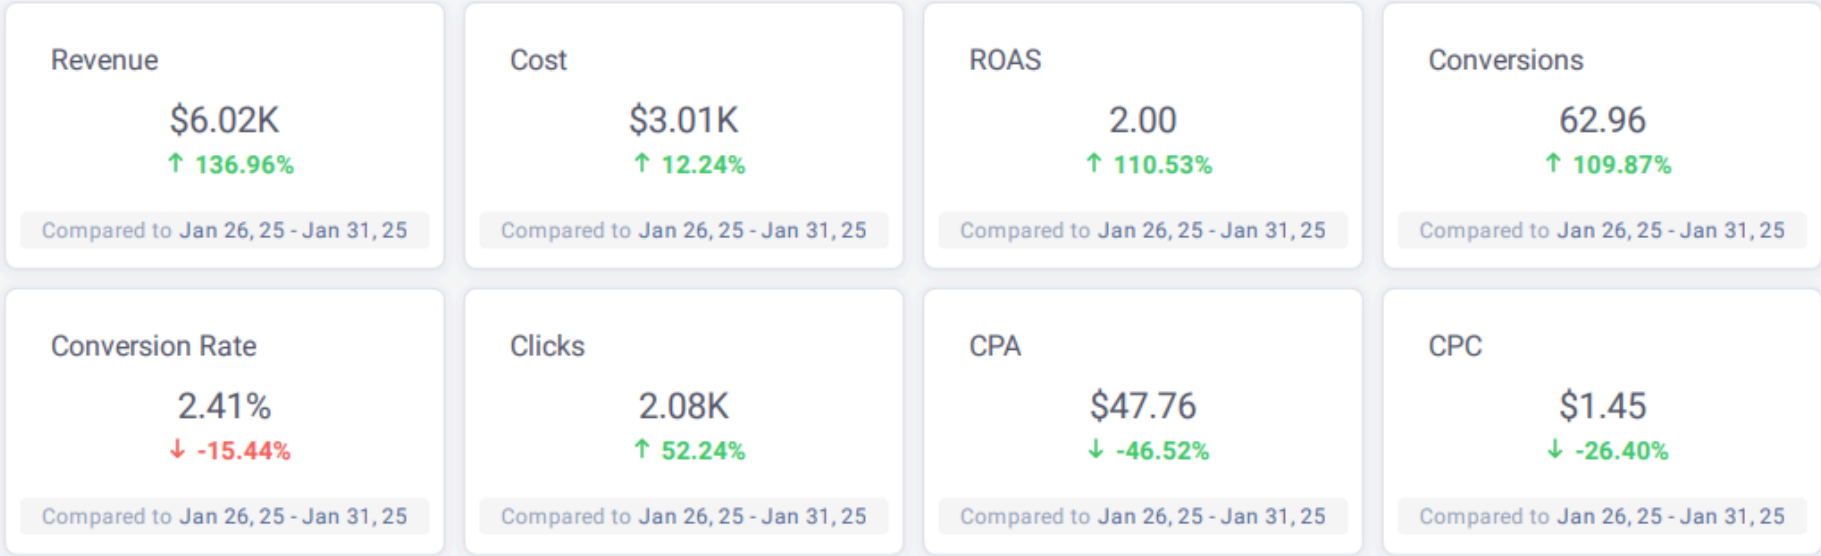 Revenue
$6.02K
↑ 136.96%
Compared to Jan 26, 25 - Jan 31, 25
Cost
$3.01K
↑ 12.24%
Compared to Jan 26, 25 - Jan 31, 25
ROAS
2.00
↑ 110.53%
Compared to Jan 26, 25 - Jan 31, 25
Conversions
62.96
↑ 109.87%
Compared to Jan 26, 25 - Jan 31, 25
Conversion Rate
2.41%
↓ -15.44%
Compared to Jan 26, 25 - Jan 31, 25
Clicks
2.08K
↑ 52.24%
Compared to Jan 26, 25 - Jan 31, 25
CPA
$47.76
↓ -46.52%
Compared to Jan 26, 25 - Jan 31, 25
CPC
$1.45
↓ -26.40%
Compared to Jan 26, 25 - Jan 31, 25